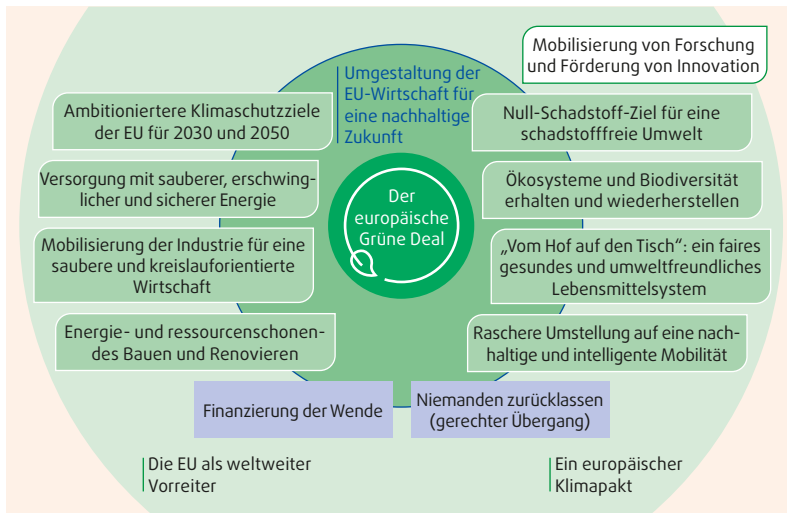 Mobilisierung von Forschung
und Förderung von Innovation
Umgestaltung der
EU-Wirtschaft für
eine nachhaltige
Zukunft
Ambitioniertere Klimaschutzziele
der EU für 2030 und 2050
Null-Schadstoff-Ziel für eine
schadstofffreie Umwelt
Versorgung mit sauberer, erschwing-
licher und sicherer Energie
Ökosysteme und Biodiversität
erhalten und wiederherstellen
Der
europäische
Grüne Deal
Mobilisierung der Industrie für eine
saubere und kreislauforientierte
Wirtschaft
„Vom Hof auf den Tisch“: ein faires
gesundes und umweltfreundliches
Lebensmittelsystem
Energie- und ressourcenschonen-
des Bauen und Renovieren
Raschere Umstellung auf eine nach-
haltige und intelligente Mobilität
Finanzierung der Wende
Niemanden zurücklassen
(gerechter Übergang)
Die EU als weltweiter
Vorreiter
Ein europäischer
Klimapakt